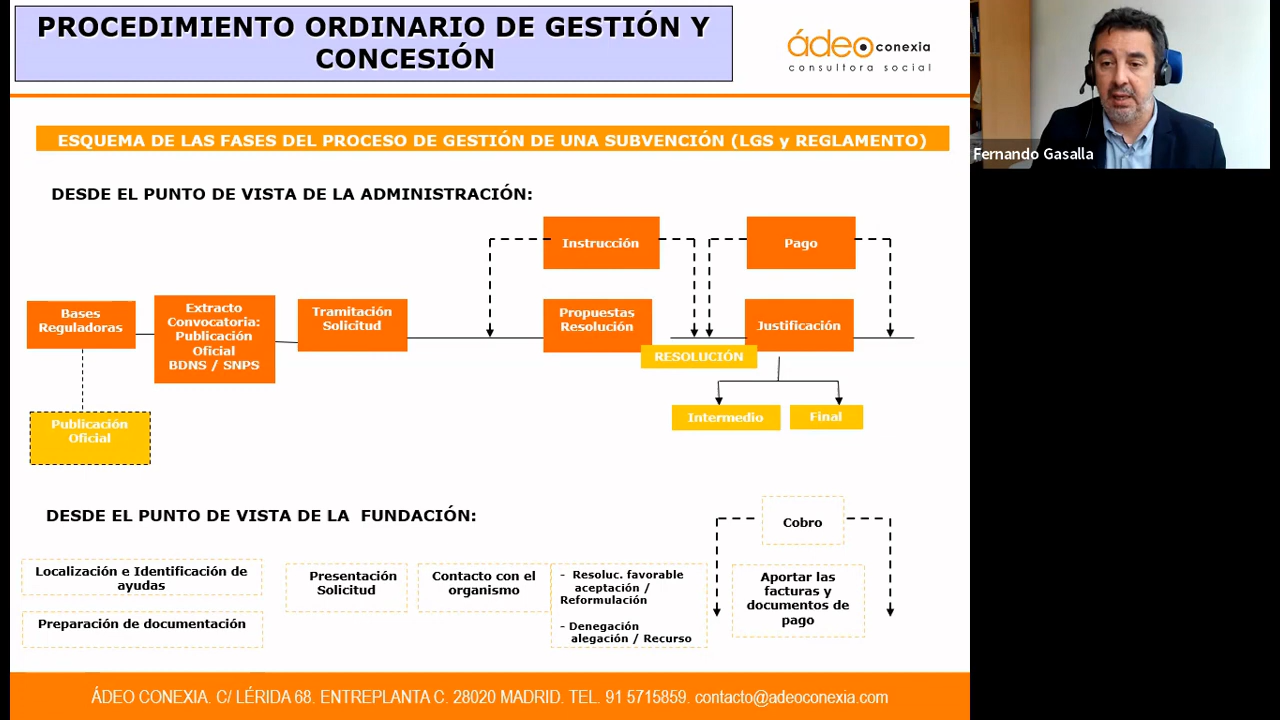 PROCEDIMIENTO ORDINARIO DE GESTIÓN Y
CONCESIÓN
ádeo conexia
consultora social
Fernando Gasalla
ESQUEMA DE LAS FASES DEL PROCESO DE GESTIÓN DE UNA SUBVENCIÓN (LGS y REGLAMENTO)
DESDE EL PUNTO DE VISTA DE LA ADMINISTRACIÓN:
Instrucción
Pago
Bases
Reguladoras
Extracto
Convocatoria:
Publicación
Oficial
BDNS / SNPS
Tramitación
Solicitud
Propuestas
Resolución
Justificación
RESOLUCIÓN
Intermedio
Final
Publicación
Oficial
DESDE EL PUNTO DE VISTA DE LA FUNDACIÓN:
Cobro
Localización e Identificación de
ayudas
Preparación de documentación
Presentación
Solicitud
Contacto con el
organismo
- Resoluc. favorable
aceptación /
Reformulación
- Denegación
alegación / Recurso
Aportar las
facturas y
documentos de
pago
ÁDEO CONEXIA. C/ LÉRIDA 68. ENTREPLANTA C. 28020 MADRID. TEL. 91 5715859. contacto@adeoconexia.com